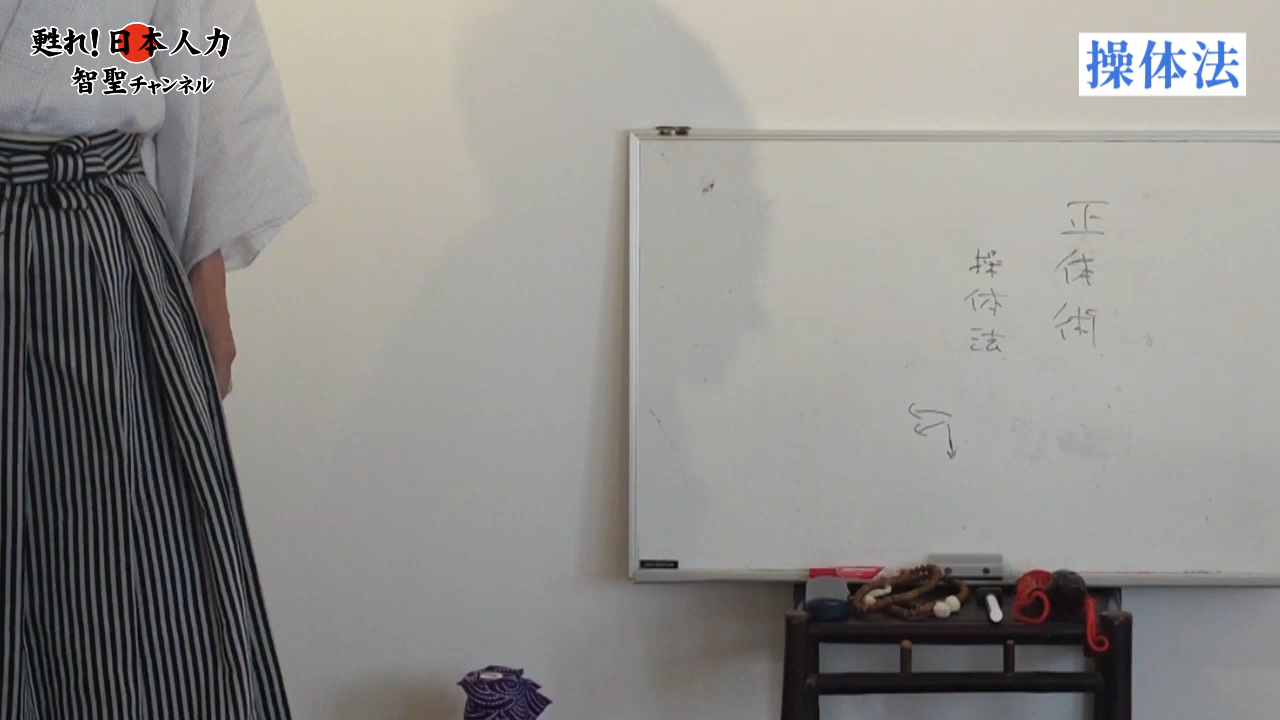 甦れ!日本人力
智聖チャンネル
操体法
正体術
操体法